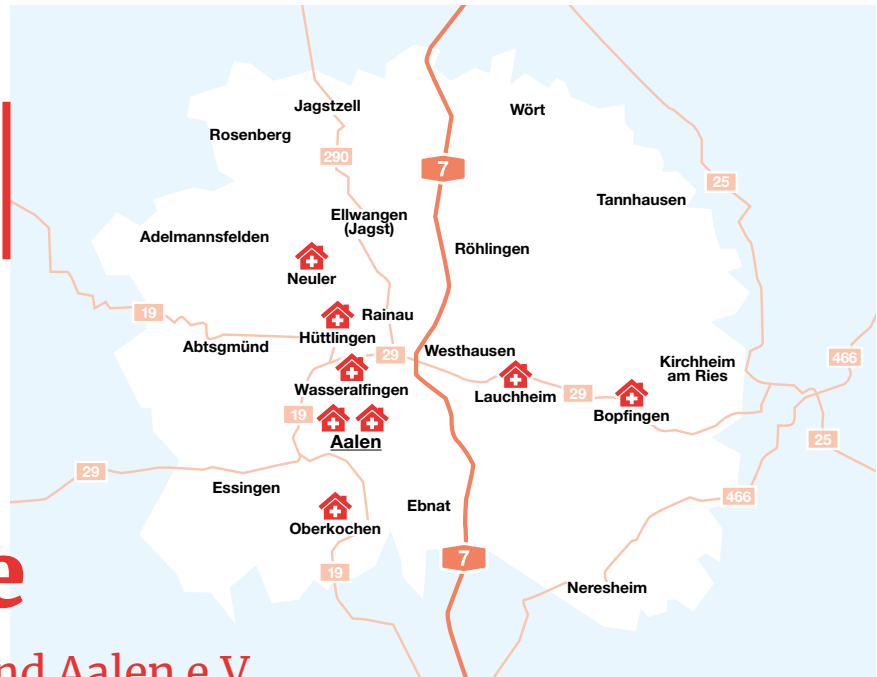 Jagstzell
Wört
Rosenberg
290
7
25
Tannhausen
Ellwangen
(Jagst)
Adelmannsfelden
Röhlingen
Neuler
19
Rainau
Hüttlingen
Abtsgmünd
29
Westhausen
466
Kirchheim
am Ries
Wasseralfingen
Lauchheim
29
Bopfingen
19
Aalen
25
29
Essingen
466
Ebnat
Oberkochen
7
19
Neresheim
e
nd Aalen e.V.